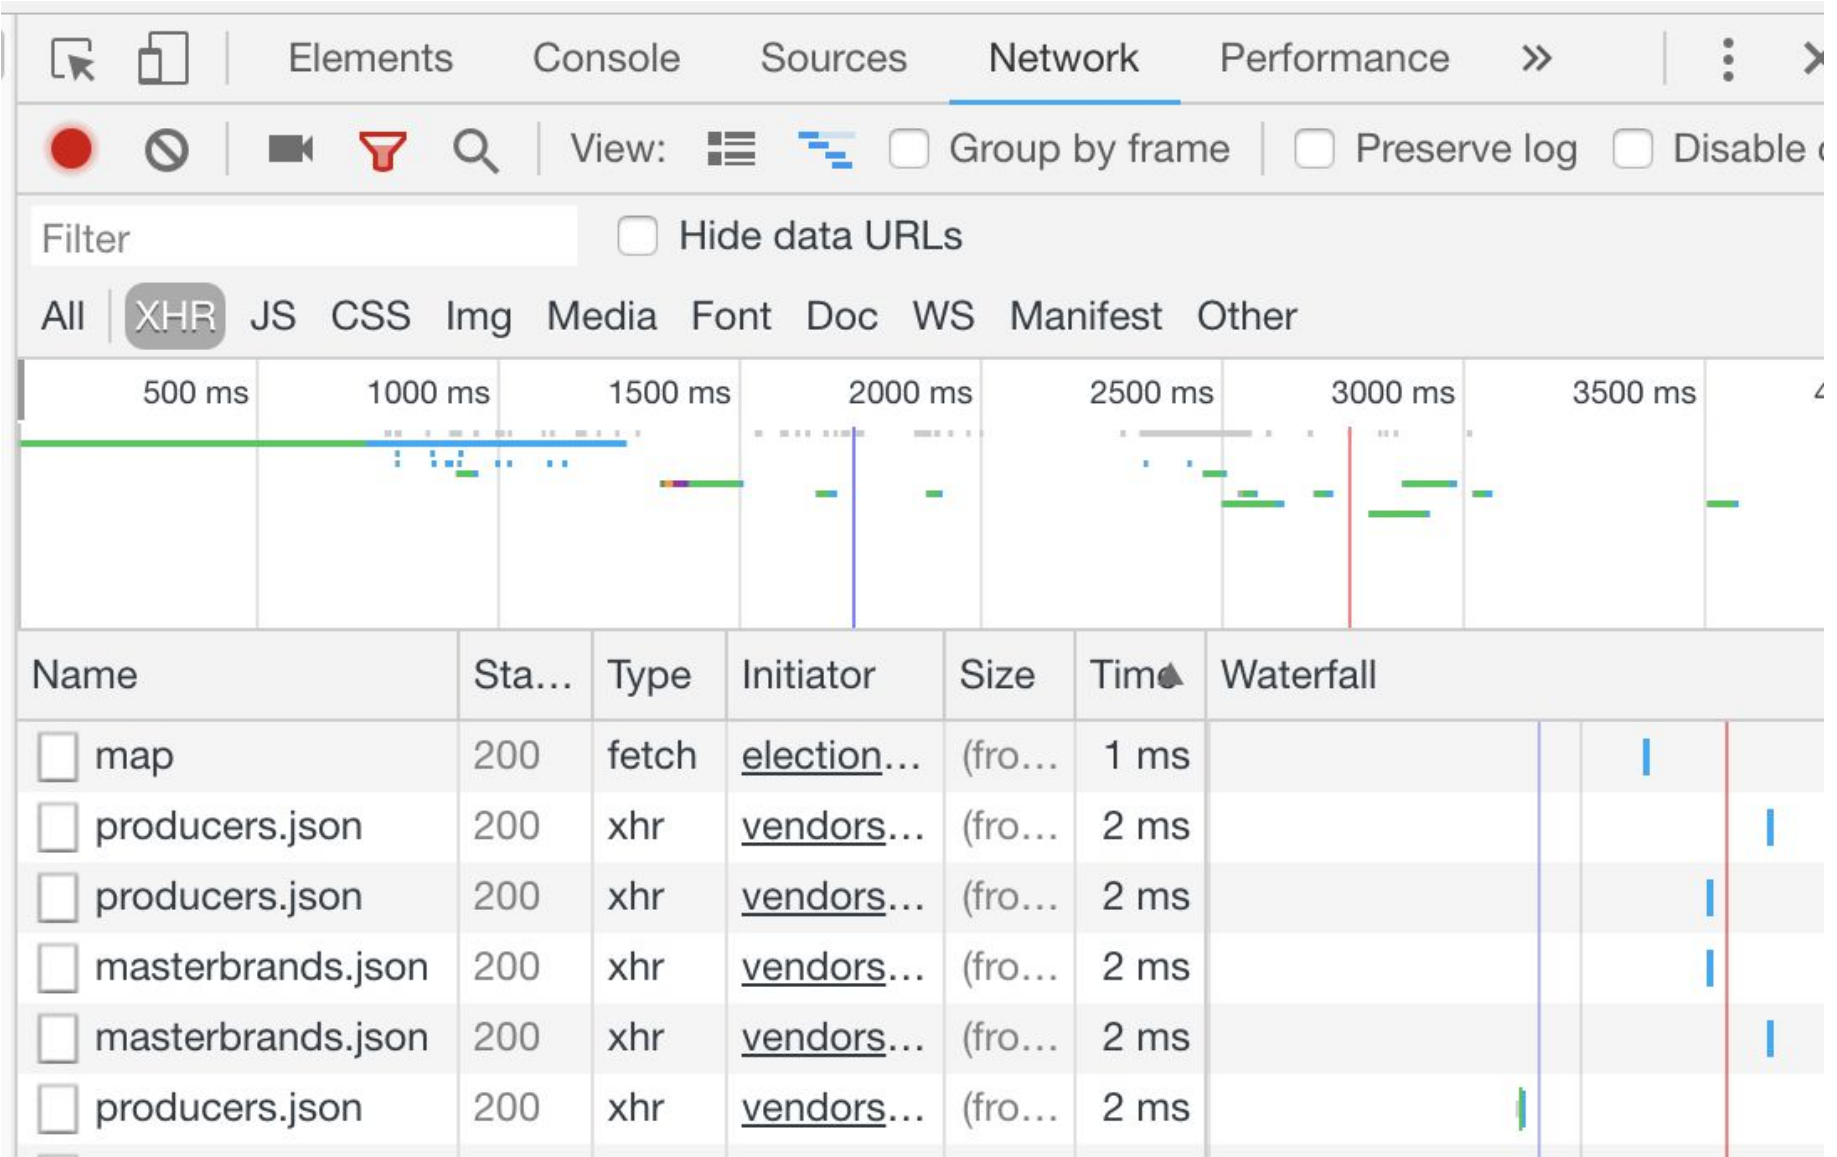 Elements Console Sources Network Performance »
View: Group by frame Preserve log Disable
Filter Hide data URLs
All XHR JS CSS Img Media Font Doc WS Manifest Other
500 ms 1000 ms 1500 ms 2000 ms 2500 ms 3000 ms 3500 ms
Name Sta... Type Initiator Size Time Waterfall
map 200 fetch election... (fro... 1 ms
producers.json 200 xhr vendors... (fro... 2 ms
producers.json 200 xhr vendors... (fro... 2 ms
masterbrands.json 200 xhr vendors... (fro... 2 ms
masterbrands.json 200 xhr vendors... (fro... 2 ms
producers.json 200 xhr vendors... (fro... 2 ms